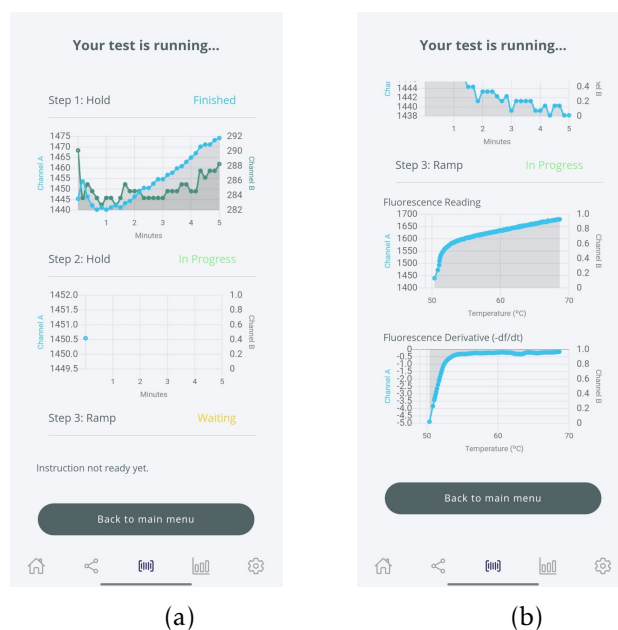 Your test is running...
Step 1: Hold Finished
1475 292
1470 290
1465
1460 288
1455 286
1450 284
1445
1440 282
Channel A
Channel B
1 2 3 4 5
Minutes
Step 2: Hold In Progress
1452.0 1.0
1451.5 0.8
1451.0 0.6
1450.5 0.4
1450.0 0.2
1449.5 0
Channel A
Channel B
1 2 3 4 5
Minutes
Step 3: Ramp Waiting
Instruction not ready yet.
Back to main menu
(a)
Your test is running...
1444 0.4
1442 0.2
1440
1438 0
1 2 3 4 5
Minutes
Step 3: Ramp In Progress
Fluorescence Reading
1700 1.0
1650 0.8
1600 0.6
1550
1500 0.4
1450 0.2
1400 0
Channel A
Channel B
50 60 70
Temperature (ºC)
Fluorescence Derivative (-df/dt)
0 1.0
-0.5
-1.0 0.8
-1.5
-2.0 0.6
-2.5
-3.0 0.4
-3.5
-4.0 0.2
-4.5
-5.0 0
Channel A
Channel B
50 60 70
Temperature (ºC)
Back to main menu
(b)